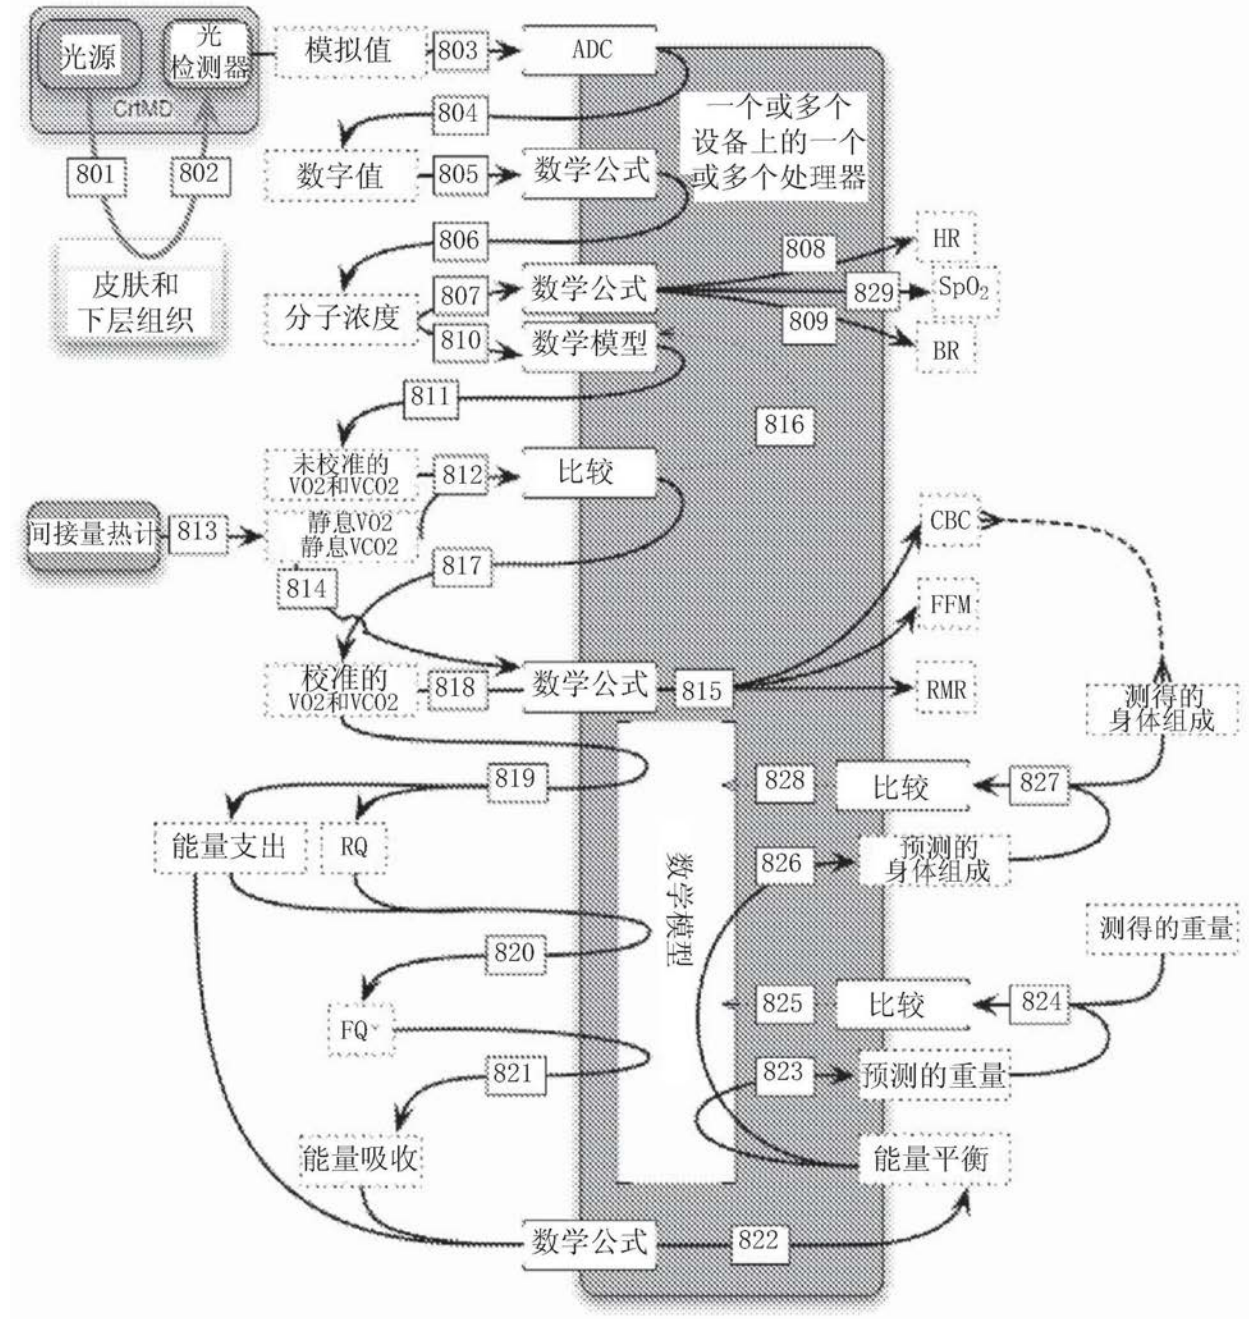 光源
光
检测器
CrtMD
模拟值
803
ADC
801
802
804
一个或多个
设备上的一个
或多个处理器
数字值
805
数学公式
皮肤和
下层组织
806
808
HR
分子浓度
807
数学公式
829
SpO₂
810
数学模型
809
BR
811
816
未校准的
VO2和VCO2
812
比较
间接量热计
813
静息VO2
静息VCO2
CBC
817
814
FFM
校准的
VO2和VCO2
818
数学公式
815
RMR
测得的
身体组成
819
828
比较
827
能量支出
RQ
数学模型
826
预测的
身体组成
820
测得的重量
FQ
825
比较
824
821
823
预测的重量
能量吸收
能量平衡
数学公式
822